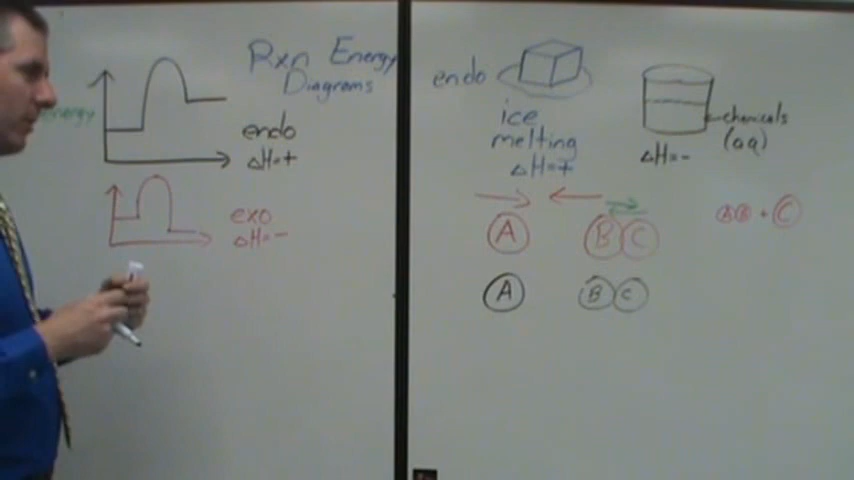 Rxn Energy
Diagrams
energy
endo
ΔH=+
exo
ΔH=-
endo
ice
melting
ΔH=+
chemicals
(aq)
ΔH=-
A
B C
A B + C
A
B C